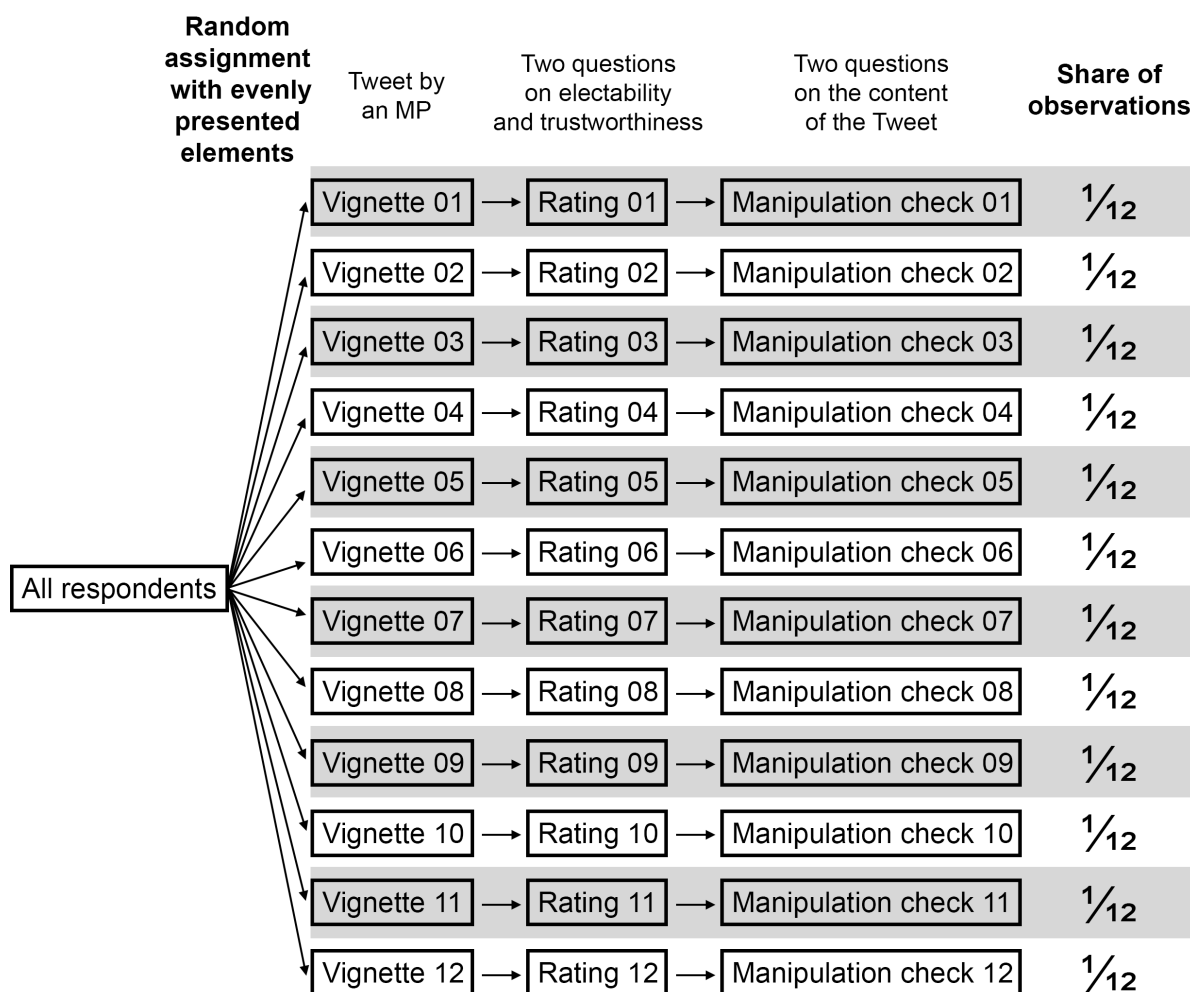 Random
assignment
with evenly
presented
elements
Tweet by
an MP
Two questions
on electability
and trustworthiness
Two questions
on the content
of the Tweet
Share of
observations
All respondents
Vignette 01 Rating 01 Manipulation check 01 1/12
Vignette 02 Rating 02 Manipulation check 02 1/12
Vignette 03 Rating 03 Manipulation check 03 1/12
Vignette 04 Rating 04 Manipulation check 04 1/12
Vignette 05 Rating 05 Manipulation check 05 1/12
Vignette 06 Rating 06 Manipulation check 06 1/12
Vignette 07 Rating 07 Manipulation check 07 1/12
Vignette 08 Rating 08 Manipulation check 08 1/12
Vignette 09 Rating 09 Manipulation check 09 1/12
Vignette 10 Rating 10 Manipulation check 10 1/12
Vignette 11 Rating 11 Manipulation check 11 1/12
Vignette 12 Rating 12 Manipulation check 12 1/12